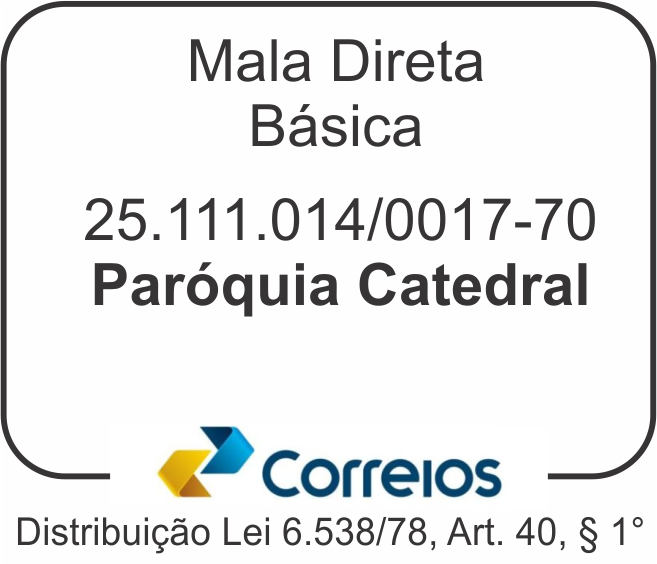 Mala Direta
Básica
25.111.014/0017-70
Paróquia Catedral
Correios
Distribuição Lei 6.538/78, Art. 40, § 1°